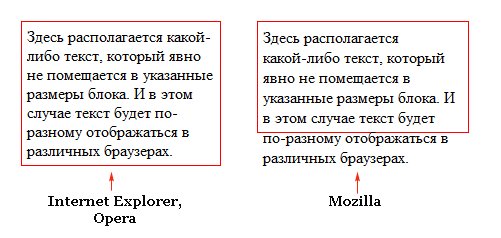 Здесь располагается какой-
либо текст, который явно
не помещается в указанные
размеры блока. И в этом
случае текст будет по-
разному отображаться в
различных браузерах.
Internet Explorer,
Opera
Здесь располагается
какой-либо текст, который
явно не помещается в
указанные размеры блока. И
в этом случае текст будет
по-разному отображаться в
различных браузерах.
Mozilla